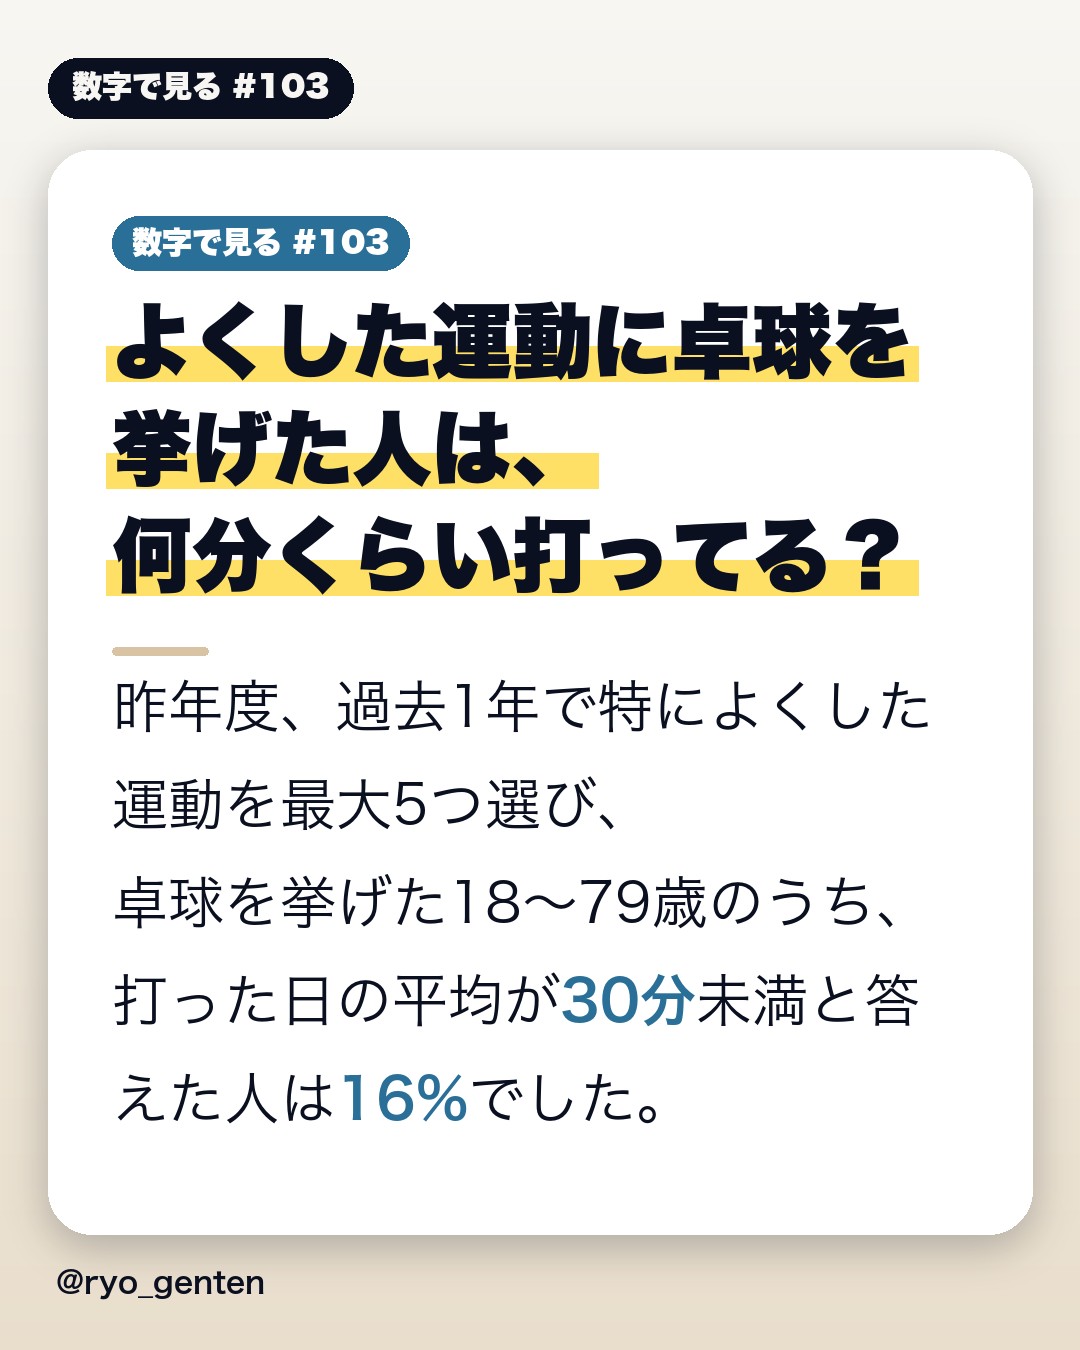 数字で見る #103
数字で見る #103
よくした運動に卓球を
挙げた人は、
何分くらい打ってる？
昨年度、過去1年で特によくした
運動を最大5つ選び、
卓球を挙げた18〜79歳のうち、
打った日の平均が30分未満と答
えた人は16%でした。
@ryo_genten